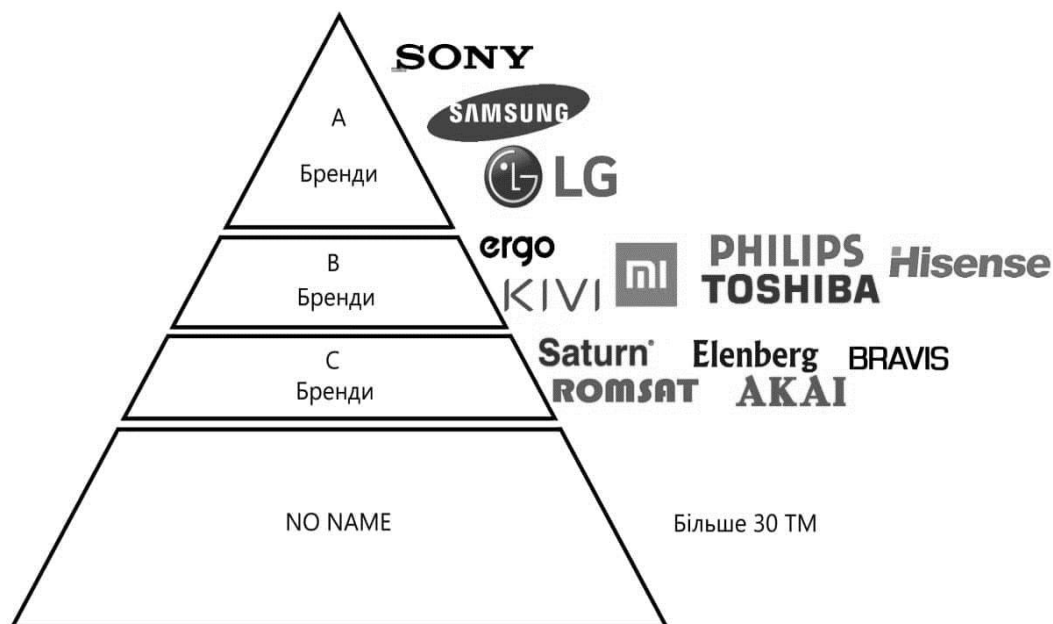 SONY
SAMSUNG
LG
A
Бренди
ergo
KIVI
mi
PHILIPS
TOSHIBA
Hisense
B
Бренди
Saturn
Elenberg
BRAVIS
ROMSAT
AKAI
C
Бренди
NO NAME
Більше 30 ТМ